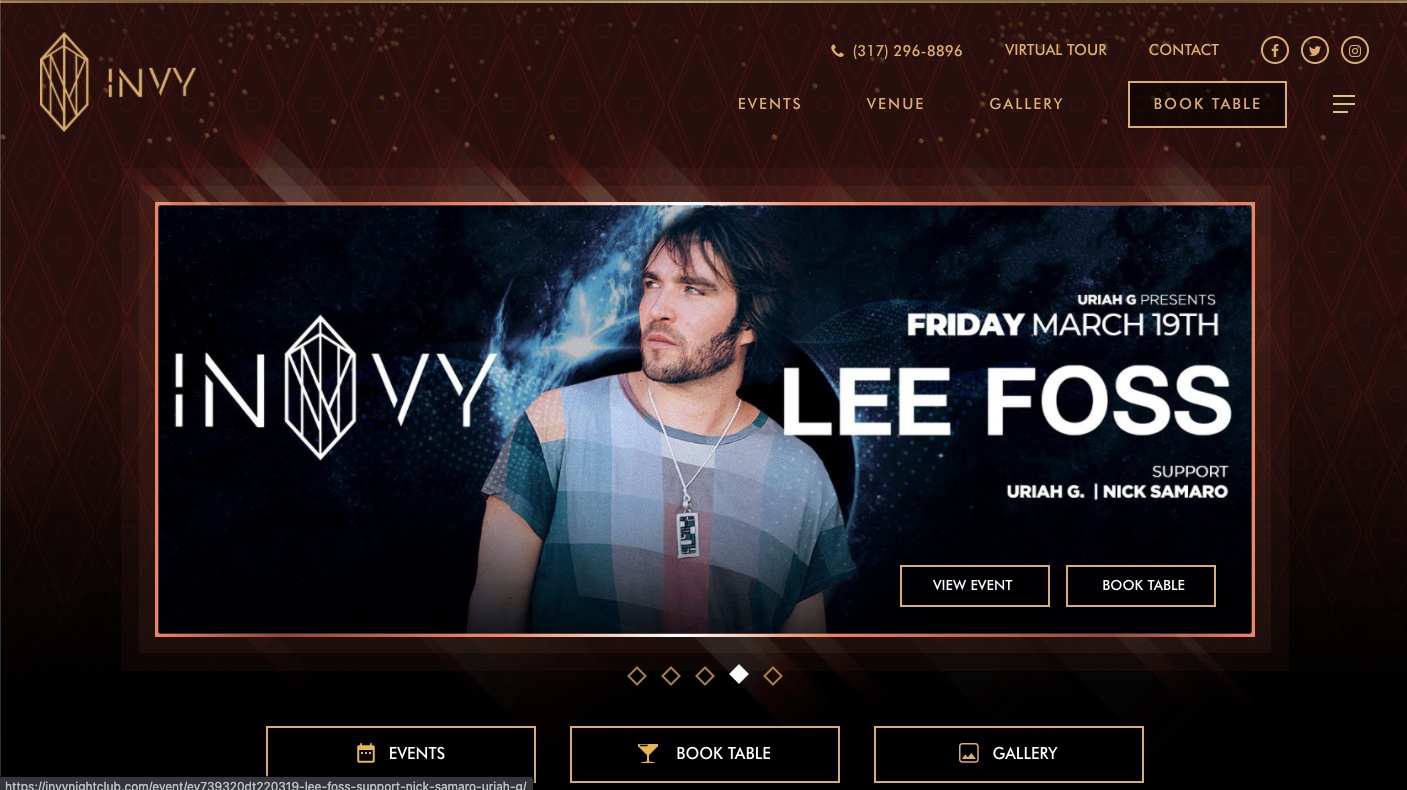 INVY
(317) 296-8896
VIRTUAL TOUR
CONTACT
EVENTS
VENUE
GALLERY
BOOK TABLE
INVY
URIAH G PRESENTS
FRIDAY MARCH 19TH
LEE FOSS
SUPPORT
URIAH G. | NICK SAMARO
VIEW EVENT
BOOK TABLE
EVENTS
BOOK TABLE
GALLERY
https://invynightclub.com/event/ev739320dt220319-lee-foss-support-nick-samaro-uriah-g/